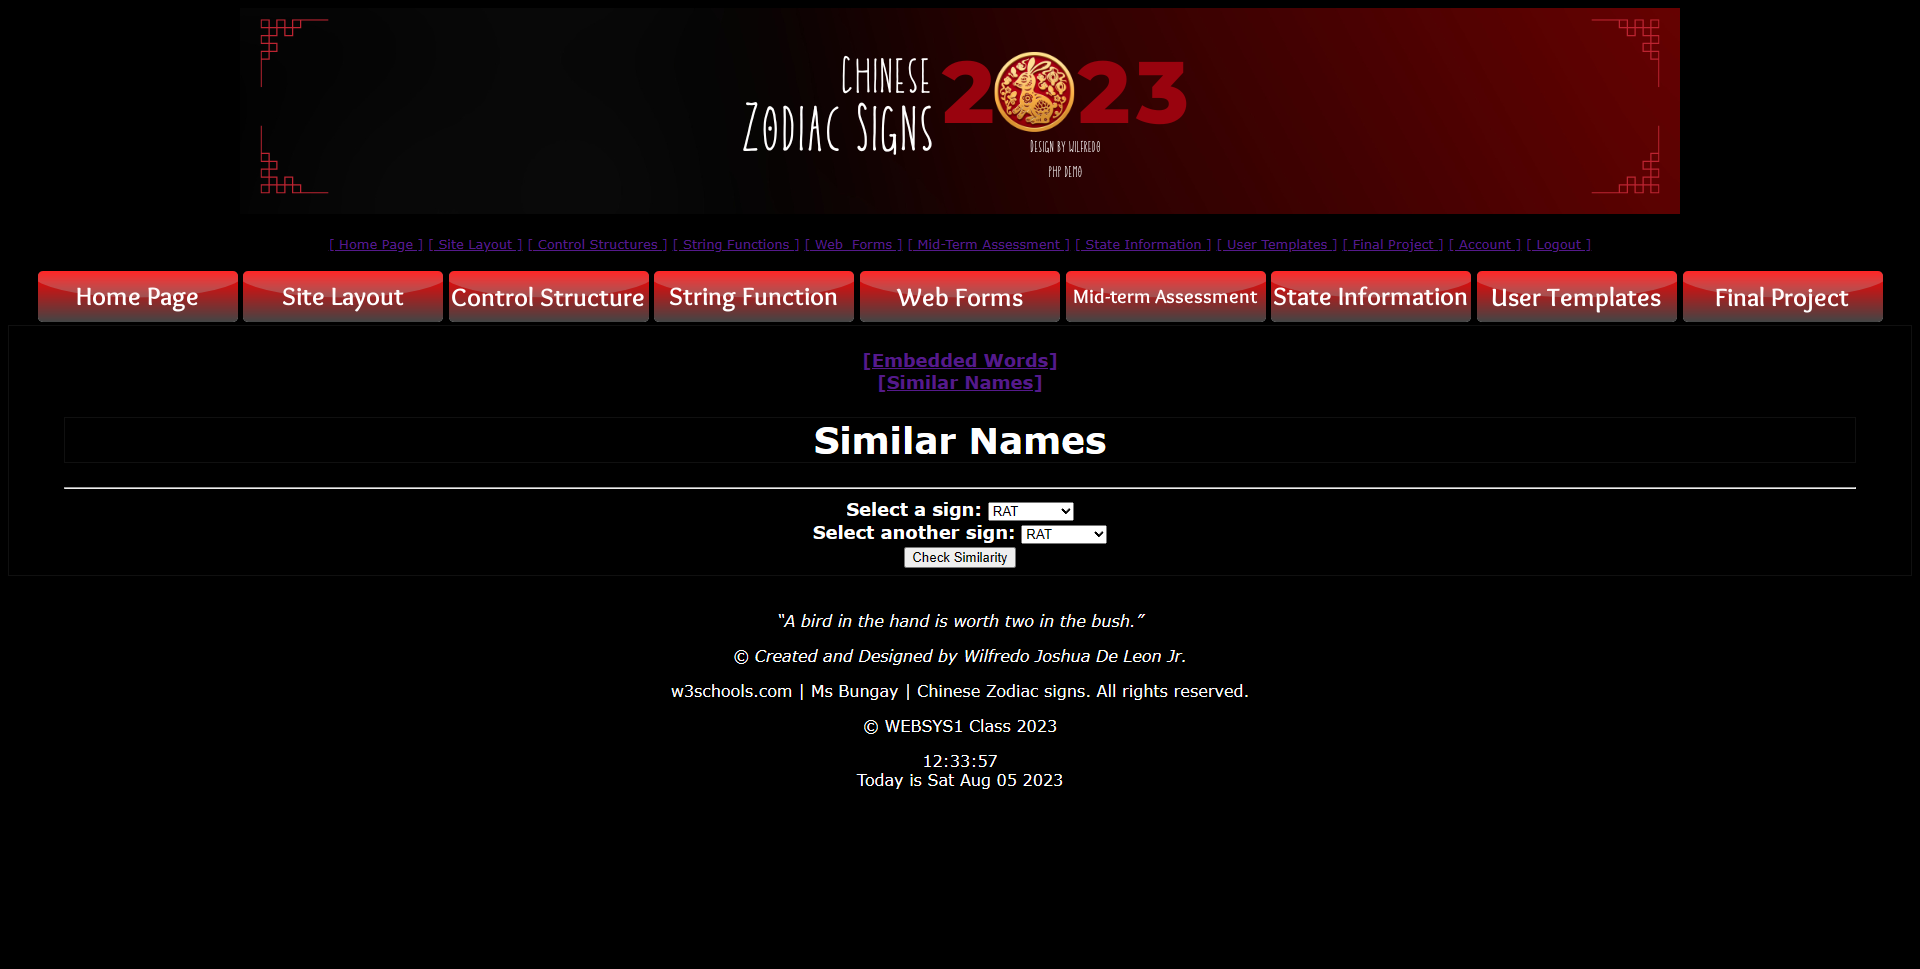 CHINESE
ZODIAC SIGNS
2023
DESIGN BY WILFREDO
PHP DEMO
[ Home Page ] [ Site Layout ] [ Control Structures ] [ String Functions ] [ Web  Forms ] [ Mid-Term Assessment ] [ State Information ] [ User Templates ] [ Final Project ] [ Account ] [ Logout ]
Home Page Site Layout Control Structure String Function Web Forms Mid-term Assessment State Information User Templates Final Project
[Embedded Words]
[Similar Names]
Similar Names
Select a sign: RAT
Select another sign: RAT
Check Similarity
“A bird in the hand is worth two in the bush.”
© Created and Designed by Wilfredo Joshua De Leon Jr.
w3schools.com | Ms Bungay | Chinese Zodiac signs. All rights reserved.
© WEBSYS1 Class 2023
12:33:57
Today is Sat Aug 05 2023